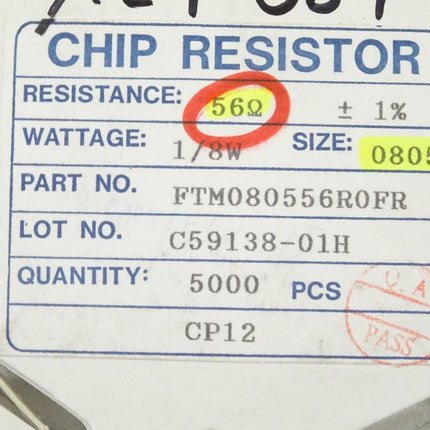 CHIP RESISTOR
RESISTANCE: 56Ω ± 1%
WATTAGE: 1/8W SIZE: 0805
PART NO. FTM080556R0FR
LOT NO. C59138-01H
QUANTITY: 5000 PCS
CP12
Q.A
PASS